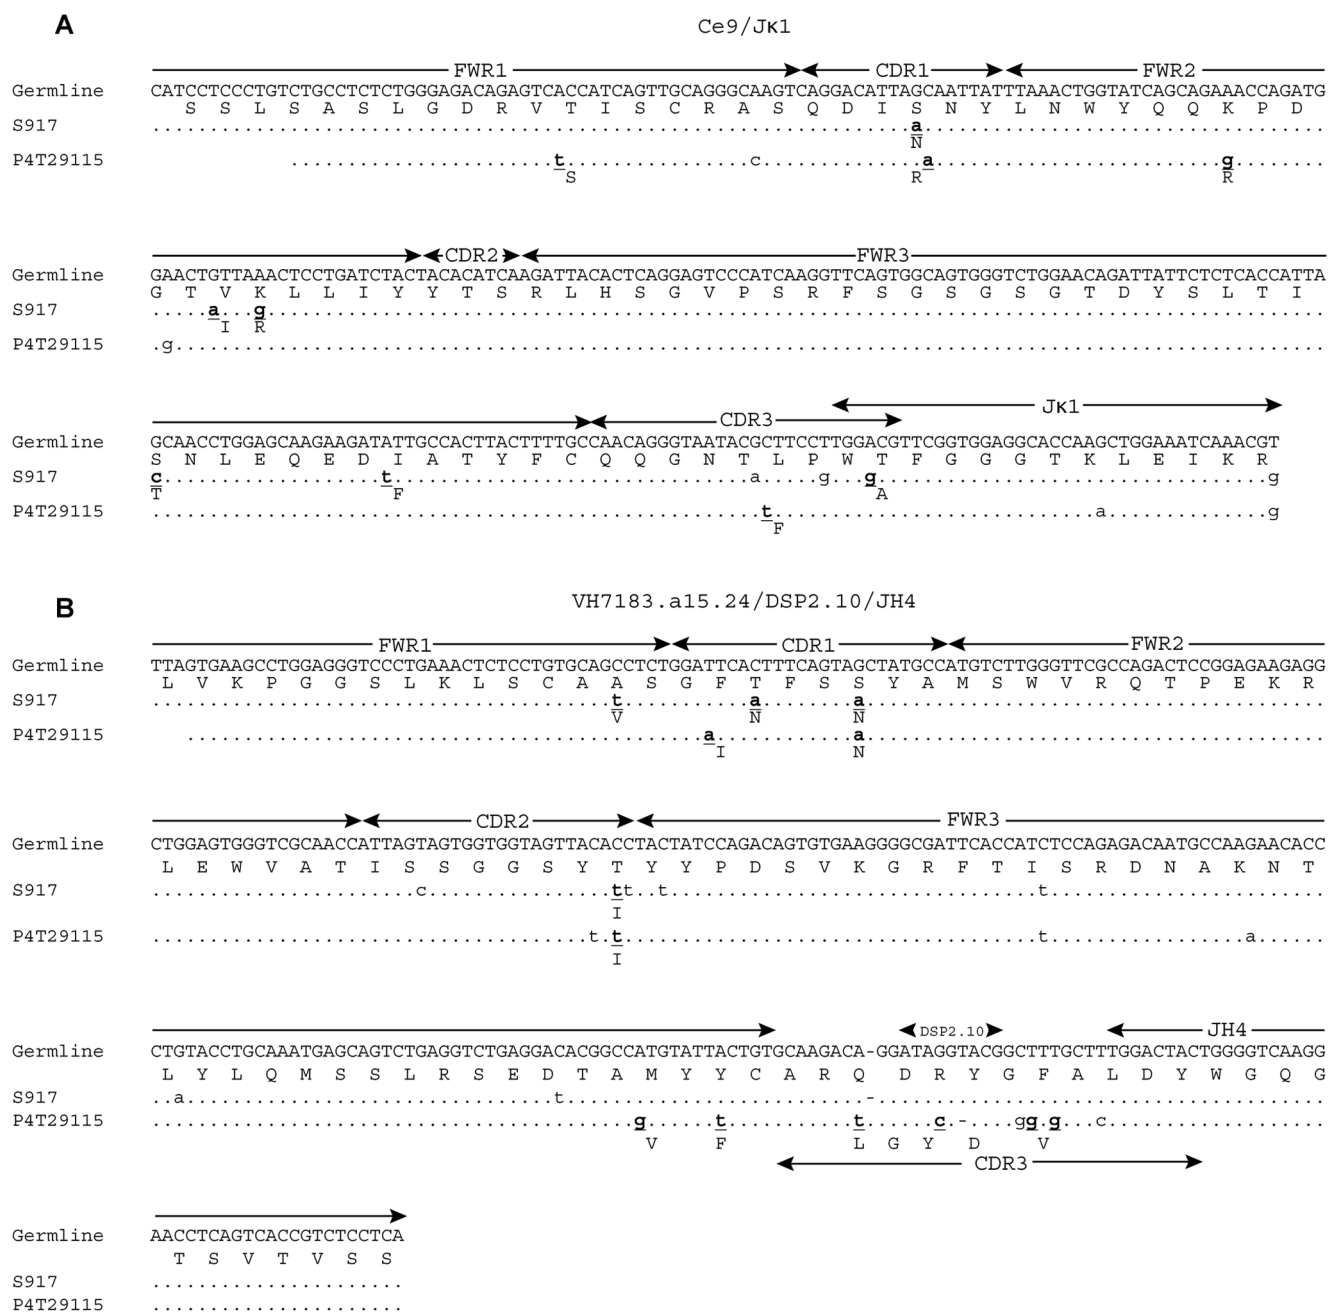 A
Ce9/Jκ1
FWR1 CDR1 FWR2
Germline CATCCTCCCTGTCTGCCTCTCTGGGAGACAGAGTCACCATCAGTTGCAGGGCAAGTCAGGACATTAGCAATTATTTAAACTGGTATCAGCAGAAACCAGATG
S S L S A S L G D R V T I S C R A S Q D I S N Y L N W Y Q Q K P D
S917 ..................................................................a...................................
N
P4T29115 .......................t................c..............a.........................g........
S R R
FWR1 CDR2 FWR3
Germline GAACTGTTAAACTCCTGATCTACTACACATCAAGATTACACTCAGGAGTCCCATCAAGGTTCAGTGGCAGTGGGTCTGGAACAGATTATTCTCTCACCATTA
G T V K L L I Y Y T S R L H S G V P S R F S G S G S G T D Y S L T I
S917 .....a...g............................................................................................
I R
P4T29115 .g....................................................................................................
CDR3 Jκ1
Germline GCAACCTGGAGCAAGAAGATATTGCCACTTACTTTTGCCAACAGGGTAATACGCTTCCTTGGACGTTCGGTGGAGGCACCAAGCTGGAAATCAAACGT
S N L E Q E D I A T Y F C Q Q G N T L P W T F G G G T K L E I K R
S917 c...................t...............................a.....g...g..................................g
T F A
P4T29115 .....................................................t............................a..............g
F
B
VH7183.a15.24/DSP2.10/JH4
FWR1 CDR1 FWR2
Germline TTAGTGAAGCCTGGAGGGTCCCTGAAACTCTCCTGTGCAGCCTCTGGATTCACTTTCAGTAGCTATGCCATGTCTTGGGTTCGCCAGACTCCGGAGAAGAGG
L V K P G G S L K L S C A A S G F T F S S Y A M S W V R Q T P E K R
S917 ........................................t...........a........a........................................
V N N
P4T29115 .............................................a............a........................................
I N
CDR2 FWR3
Germline CTGGAGTGGGTCGCAACCATTAGTAGTGGTGGTAGTTACACCTACTATCCAGACAGTGTGAAGGGGCGATTCACCATCTCCAGAGACAATGCCAAGAACACC
L E W V A T I S S G G S Y T Y Y P D S V K G R F T I S R D N A K N T
S917 .......................c................tt..t................................t........................
I
P4T29115 ......................................t.t....................................t.................a......
I
DSP2.10 JH4
Germline CTGTACCTGCAAATGAGCAGTCTGAGGTCTGAGGACACGGCCATGTATTACTGTGCAAGACA-GGATAGGTACGGCTTTGCTTTGGACTACTGGGGTCAAGG
L Y L Q M S S L R S E D T A M Y Y C A R Q D R Y G F A L D Y W G Q G
S917 ..a................................t..........................-.......................................
P4T29115 ..........................................g......t...........t......c.-....gg.g...c...................
V F L G Y D V
CDR3
Germline AACCTCAGTCACCGTCTCCTCA
T S V T V S S
S917 ......................
P4T29115 ......................